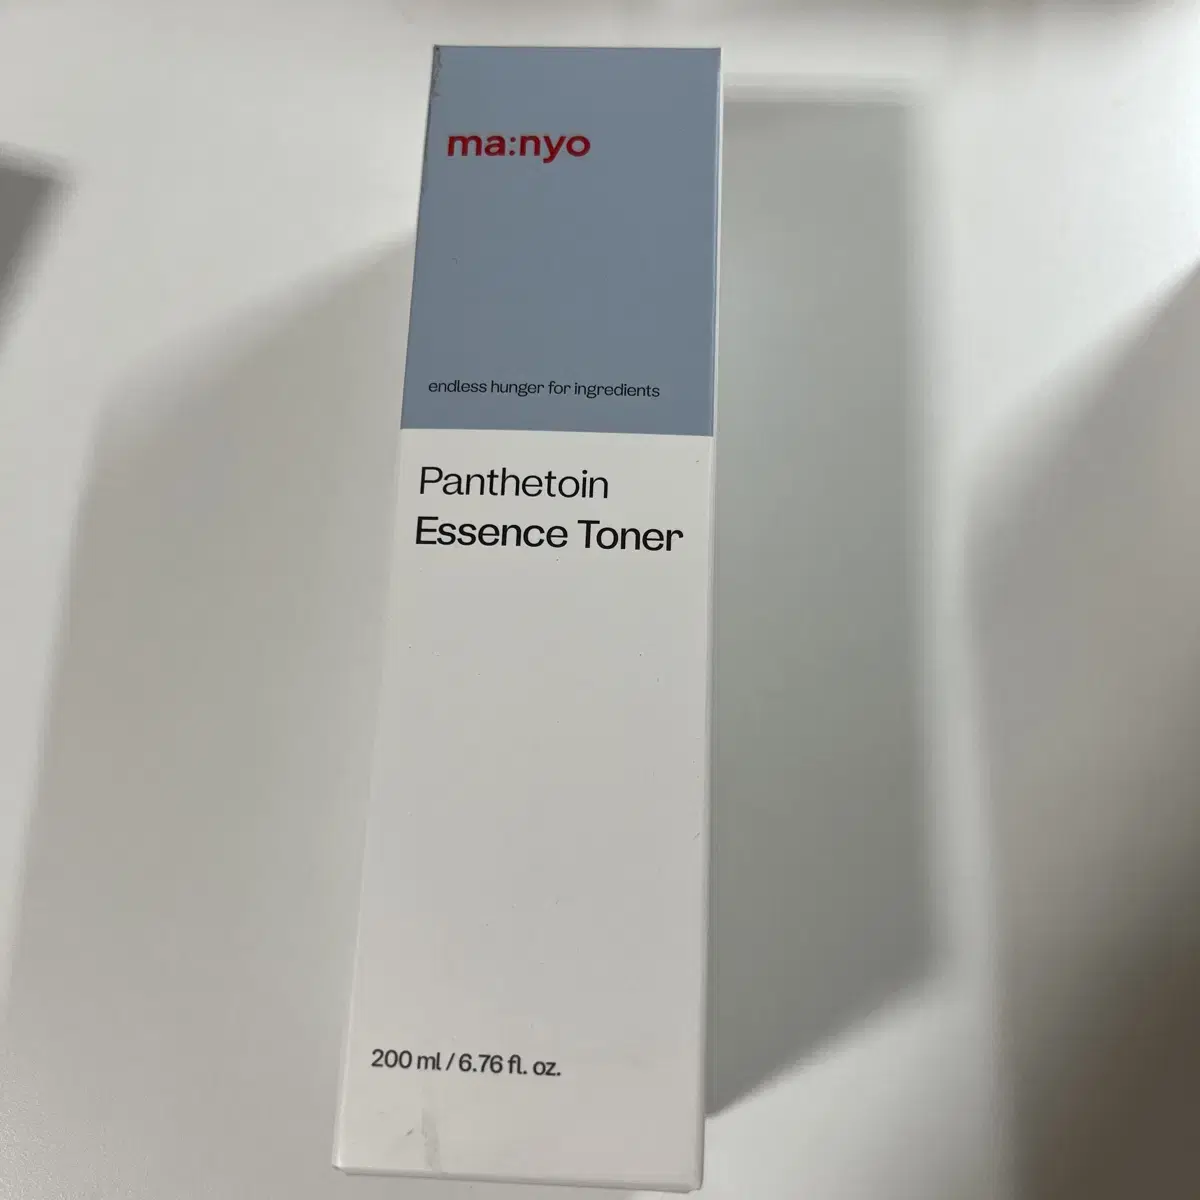 ma:nyo
endless hunger for ingredients
Panthetoin
Essence Toner
200 ml / 6.76 fl. oz.